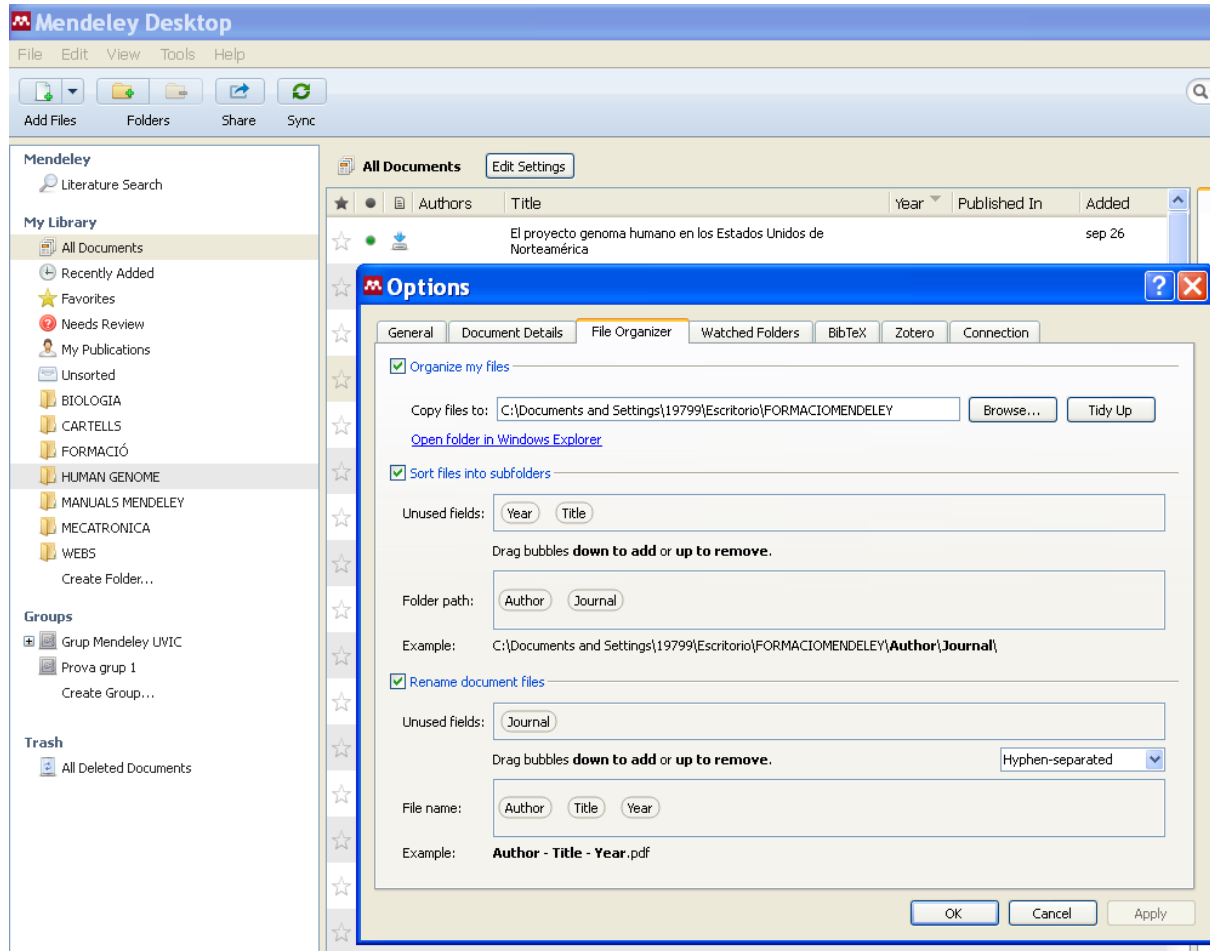 Mendeley Desktop
File Edit View Tools Help
Add Files Folders Share Sync
Mendeley
Literature Search
My Library
All Documents
Recently Added
Favorites
Needs Review
My Publications
Unsorted
BIOLOGIA
CARTELLS
FORMACIÓ
HUMAN GENOME
MANUALS MENDELEY
MECATRONICA
WEBS
Create Folder...
Groups
Grup Mendeley UVIC
Prova grup 1
Create Group...
Trash
All Deleted Documents
All Documents Edit Settings
Authors Title Year Published In Added
El proyecto genoma humano en los Estados Unidos de sep 26
Norteamérica
Options
General Document Details File Organizer Watched Folders BibTeX Zotero Connection
Organize my files
Copy files to: C:\Documents and Settings\19799\Escritorio\FORMACIOMENDELEY Browse... Tidy Up
Open folder in Windows Explorer
Sort files into subfolders
Unused fields: Year Title
Drag bubbles down to add or up to remove.
Folder path: Author Journal
Example: C:\Documents and Settings\19799\Escritorio\FORMACIOMENDELEY\Author\Journal\
Rename document files
Unused fields: Journal
Drag bubbles down to add or up to remove. Hyphen-separated
File name: Author Title Year
Example: Author - Title - Year.pdf
OK Cancel Apply